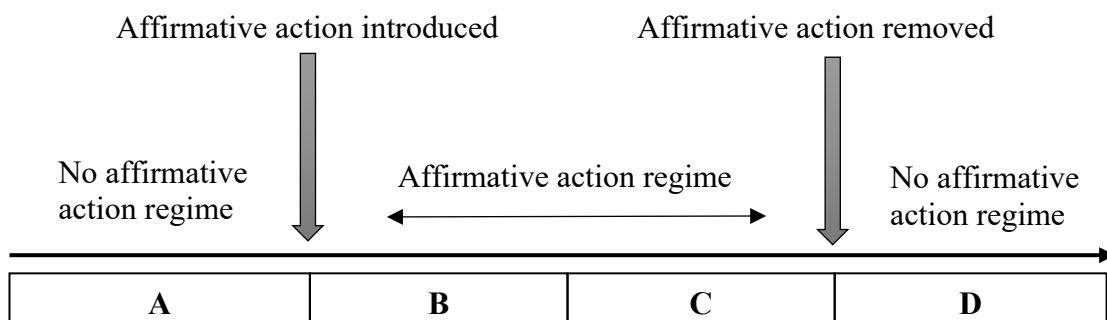 Affirmative action introduced
Affirmative action removed
No affirmative
action regime
Affirmative action regime
No affirmative
action regime
A
B
C
D